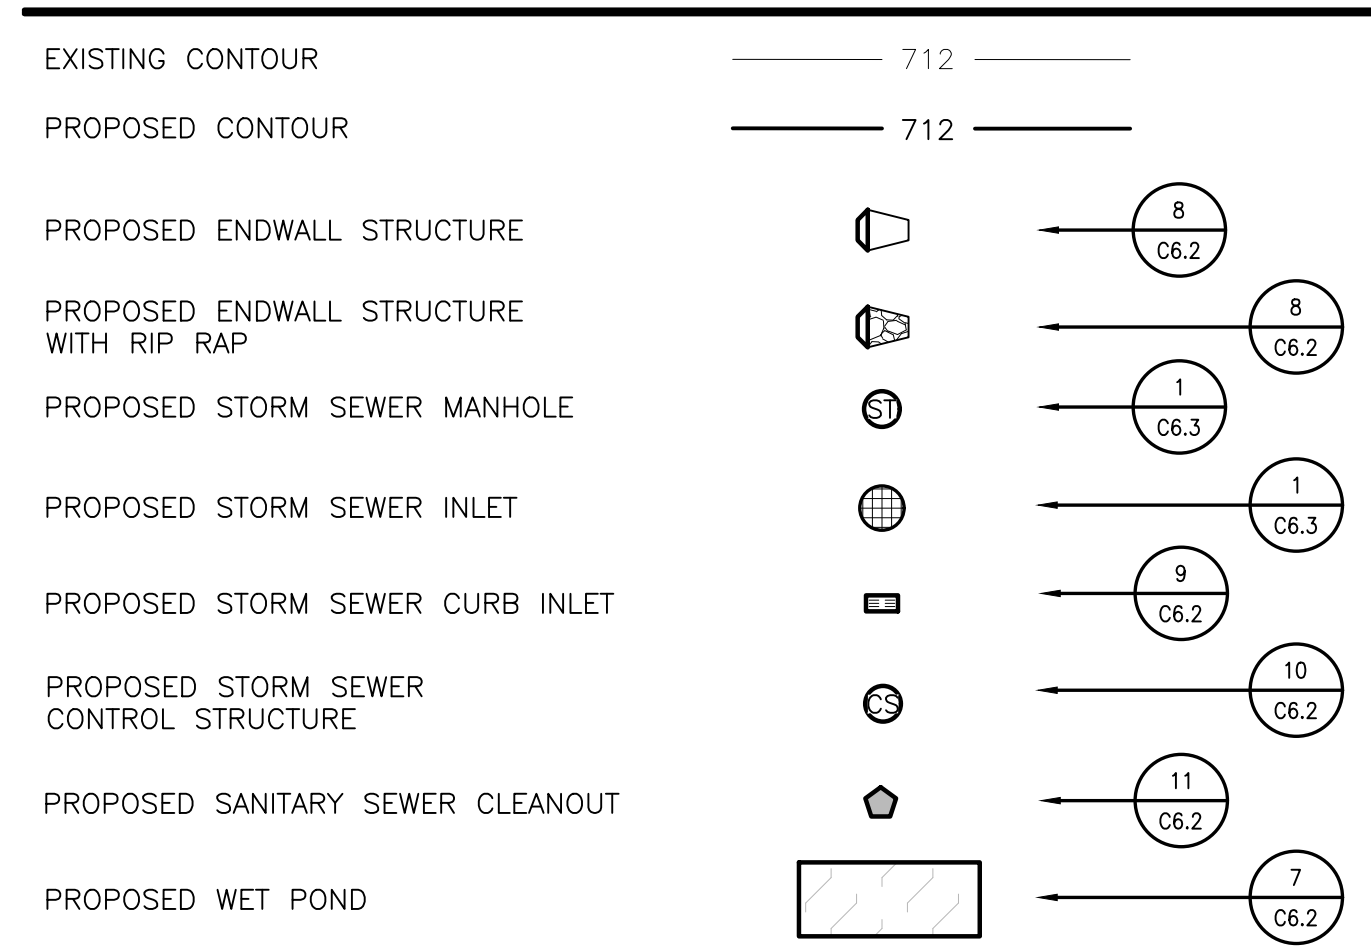 EXISTING CONTOUR 712
PROPOSED CONTOUR 712
PROPOSED ENDWALL STRUCTURE 8
C6.2
PROPOSED ENDWALL STRUCTURE
WITH RIP RAP
8
C6.2
PROPOSED STORM SEWER MANHOLE ST 1
C6.3
PROPOSED STORM SEWER INLET 1
C6.3
PROPOSED STORM SEWER CURB INLET 9
C6.2
PROPOSED STORM SEWER
CONTROL STRUCTURE
CS
10
C6.2
PROPOSED SANITARY SEWER CLEANOUT 11
C6.2
PROPOSED WET POND 7
C6.2